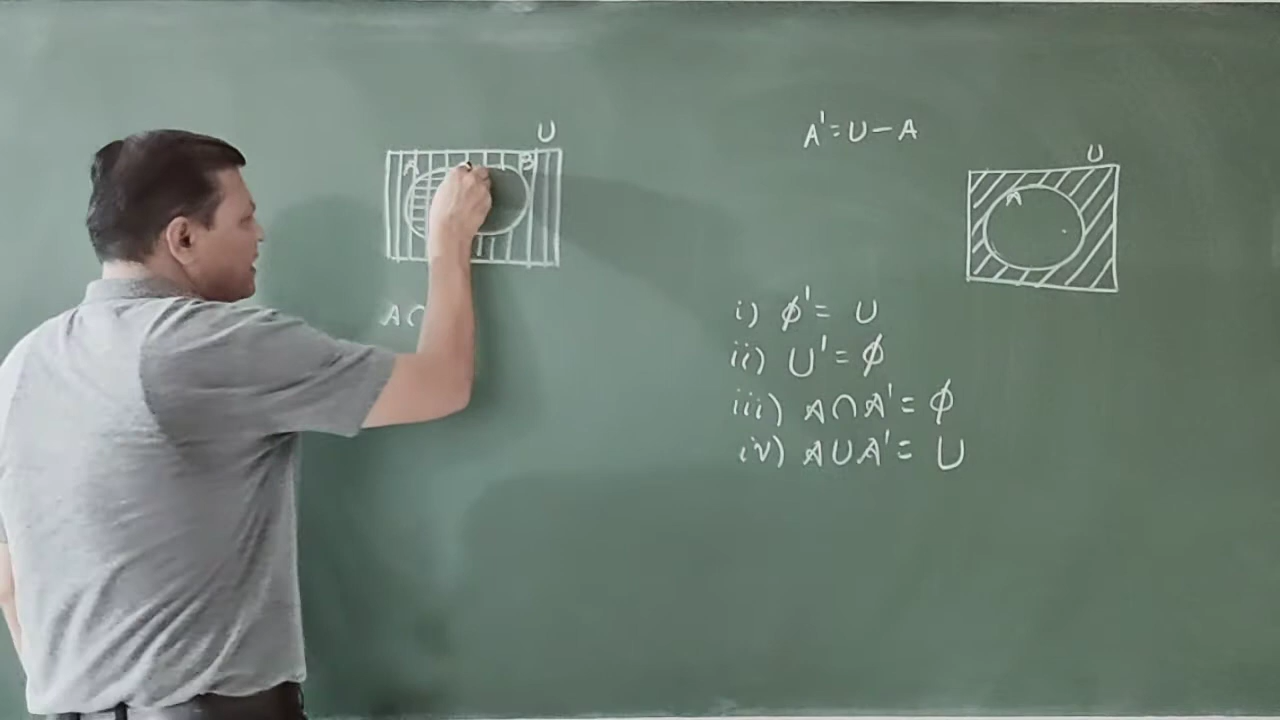 U
A B
A∩
A' = U - A
U
A
i) ϕ' = U
ii) U' = ϕ
iii) A∩A' = ϕ
iv) A∪A' = U